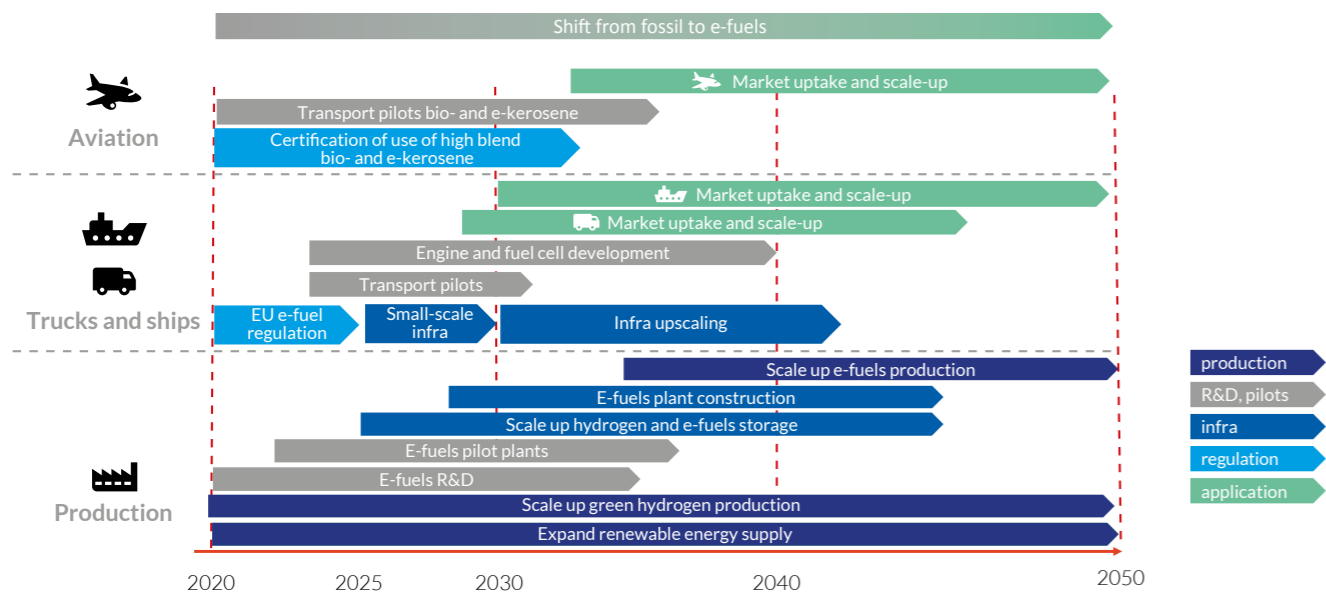 Shift from fossil to e-fuels
Market uptake and scale-up
Transport pilots bio- and e-kerosene
Aviation
Certification of use of high blend
bio- and e-kerosene
Market uptake and scale-up
Market uptake and scale-up
Engine and fuel cell development
Transport pilots
Trucks and ships
EU e-fuel
regulation
Small-scale
infra
Infra upscaling
Scale up e-fuels production
E-fuels plant construction
Scale up hydrogen and e-fuels storage
E-fuels pilot plants
E-fuels R&D
Production
Scale up green hydrogen production
Expand renewable energy supply
production
R&D, pilots
infra
regulation
application
2020
2025
2030
2040
2050